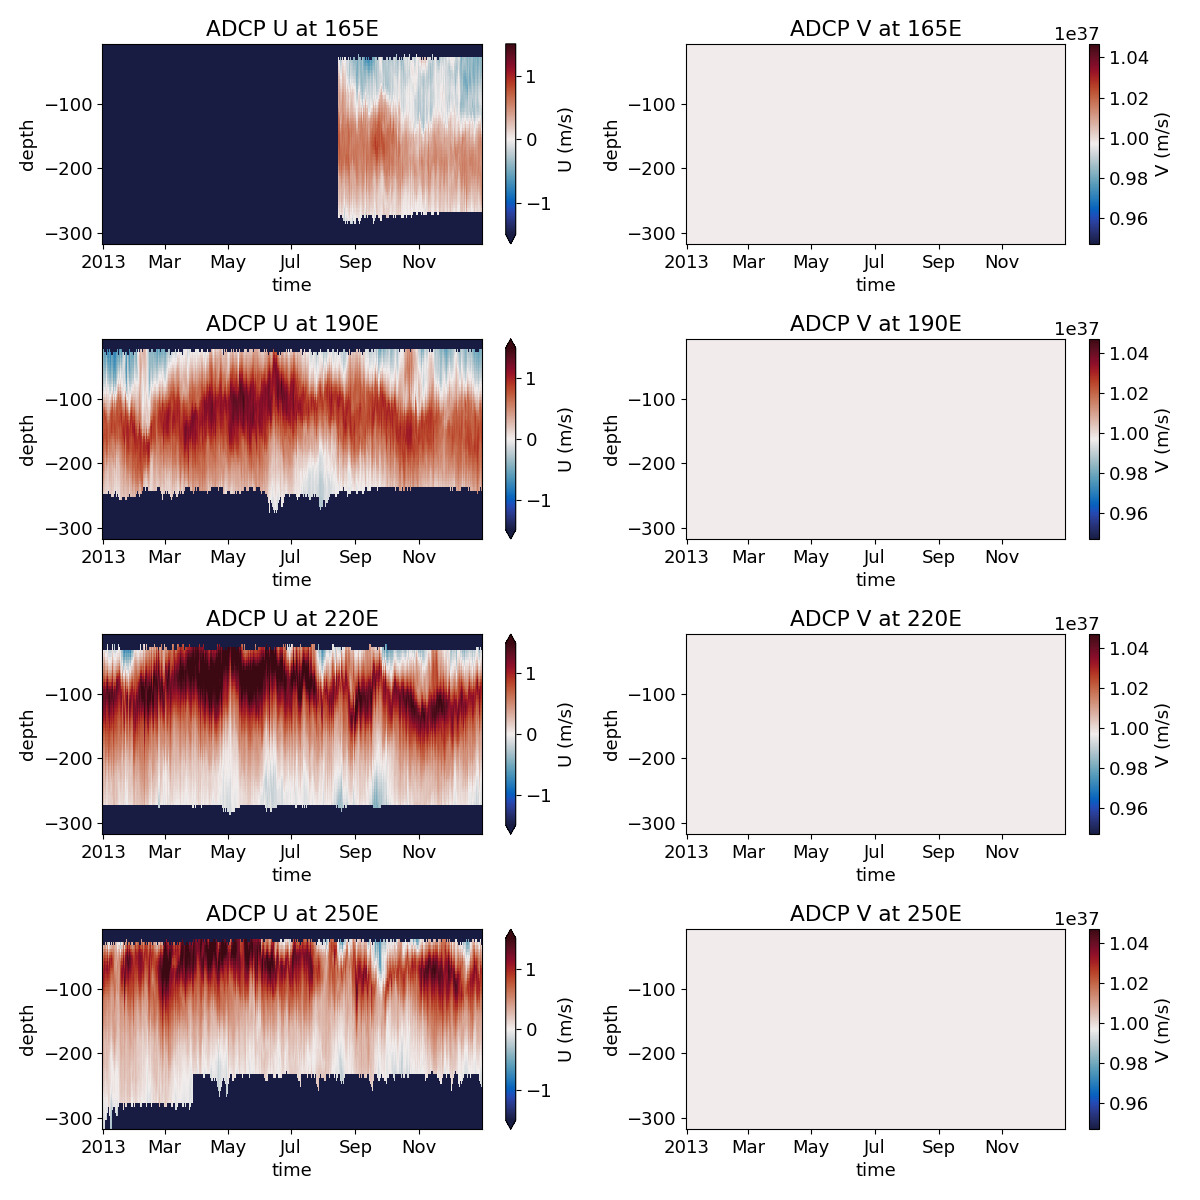 ADCP U at 165E
depth
−100
−200
−300
2013 Mar May Jul Sep Nov
time
1
0
−1
U (m/s)
ADCP V at 165E
1e37
depth
−100
−200
−300
2013 Mar May Jul Sep Nov
time
1.04
1.02
1.00
0.98
0.96
V (m/s)
ADCP U at 190E
depth
−100
−200
−300
2013 Mar May Jul Sep Nov
time
1
0
−1
U (m/s)
ADCP V at 190E
1e37
depth
−100
−200
−300
2013 Mar May Jul Sep Nov
time
1.04
1.02
1.00
0.98
0.96
V (m/s)
ADCP U at 220E
depth
−100
−200
−300
2013 Mar May Jul Sep Nov
time
1
0
−1
U (m/s)
ADCP V at 220E
1e37
depth
−100
−200
−300
2013 Mar May Jul Sep Nov
time
1.04
1.02
1.00
0.98
0.96
V (m/s)
ADCP U at 250E
depth
−100
−200
−300
2013 Mar May Jul Sep Nov
time
1
0
−1
U (m/s)
ADCP V at 250E
1e37
depth
−100
−200
−300
2013 Mar May Jul Sep Nov
time
1.04
1.02
1.00
0.98
0.96
V (m/s)